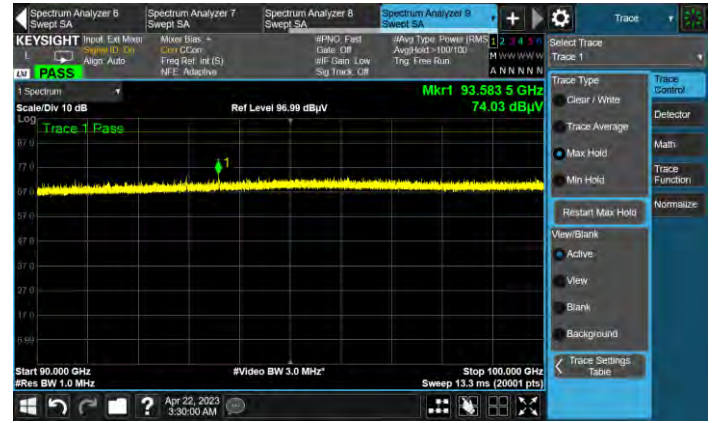 Spectrum Analyzer 6
Swept SA
Spectrum Analyzer 7
Swept SA
Spectrum Analyzer 8
Swept SA
Spectrum Analyzer 9
Swept SA
+
Trace
KEYSIGHT
L
LXI
PASS
Input: Ext Mixer
Signal ID: On
Align: Auto
Mixer Bias: +
Corr CCorr
Freq Ref: Int (S)
NFE: Adaptive
#PNO: Fast
Gate: Off
#IF Gain: Low
Sig Track: Off
#Avg Type: Power (RMS
AvgHold:>100/100
Trig: Free Run
1 2 3 4 5 6
M W W W W W
A N N N N N
Select Trace
Trace 1
1 Spectrum
Scale/Div 10 dB
Log
Ref Level 96.99 dBµV
Mkr1 93.583 5 GHz
74.03 dBµV
Trace 1 Pass
87.0
77.0
67.0
57.0
47.0
37.0
27.0
17.0
6.99
1
Start 90.000 GHz
#Res BW 1.0 MHz
#Video BW 3.0 MHz*
Stop 100.000 GHz
Sweep 13.3 ms (20001 pts)
Trace Type
Clear / Write
Trace Average
Max Hold
Min Hold
Restart Max Hold
View/Blank
Active
View
Blank
Background
Trace Settings
Table
Trace
Control
Detector
Math
Trace
Function
Normalize
?
Apr 22, 2023
3:30:00 AM